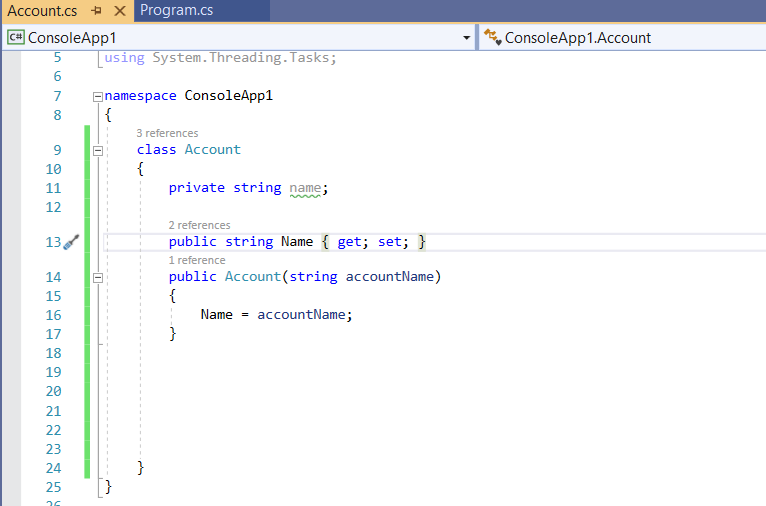 Account.cs Program.cs
C# ConsoleApp1 ConsoleApp1.Account
5 using System.Threading.Tasks;
6
7 namespace ConsoleApp1
8 {
3 references
9 class Account
10 {
11 private string name;
12
2 references
13 public string Name { get; set; }
1 reference
14 public Account(string accountName)
15 {
16 Name = accountName;
17 }
18
19
20
21
22
23
24 }
25 }
26